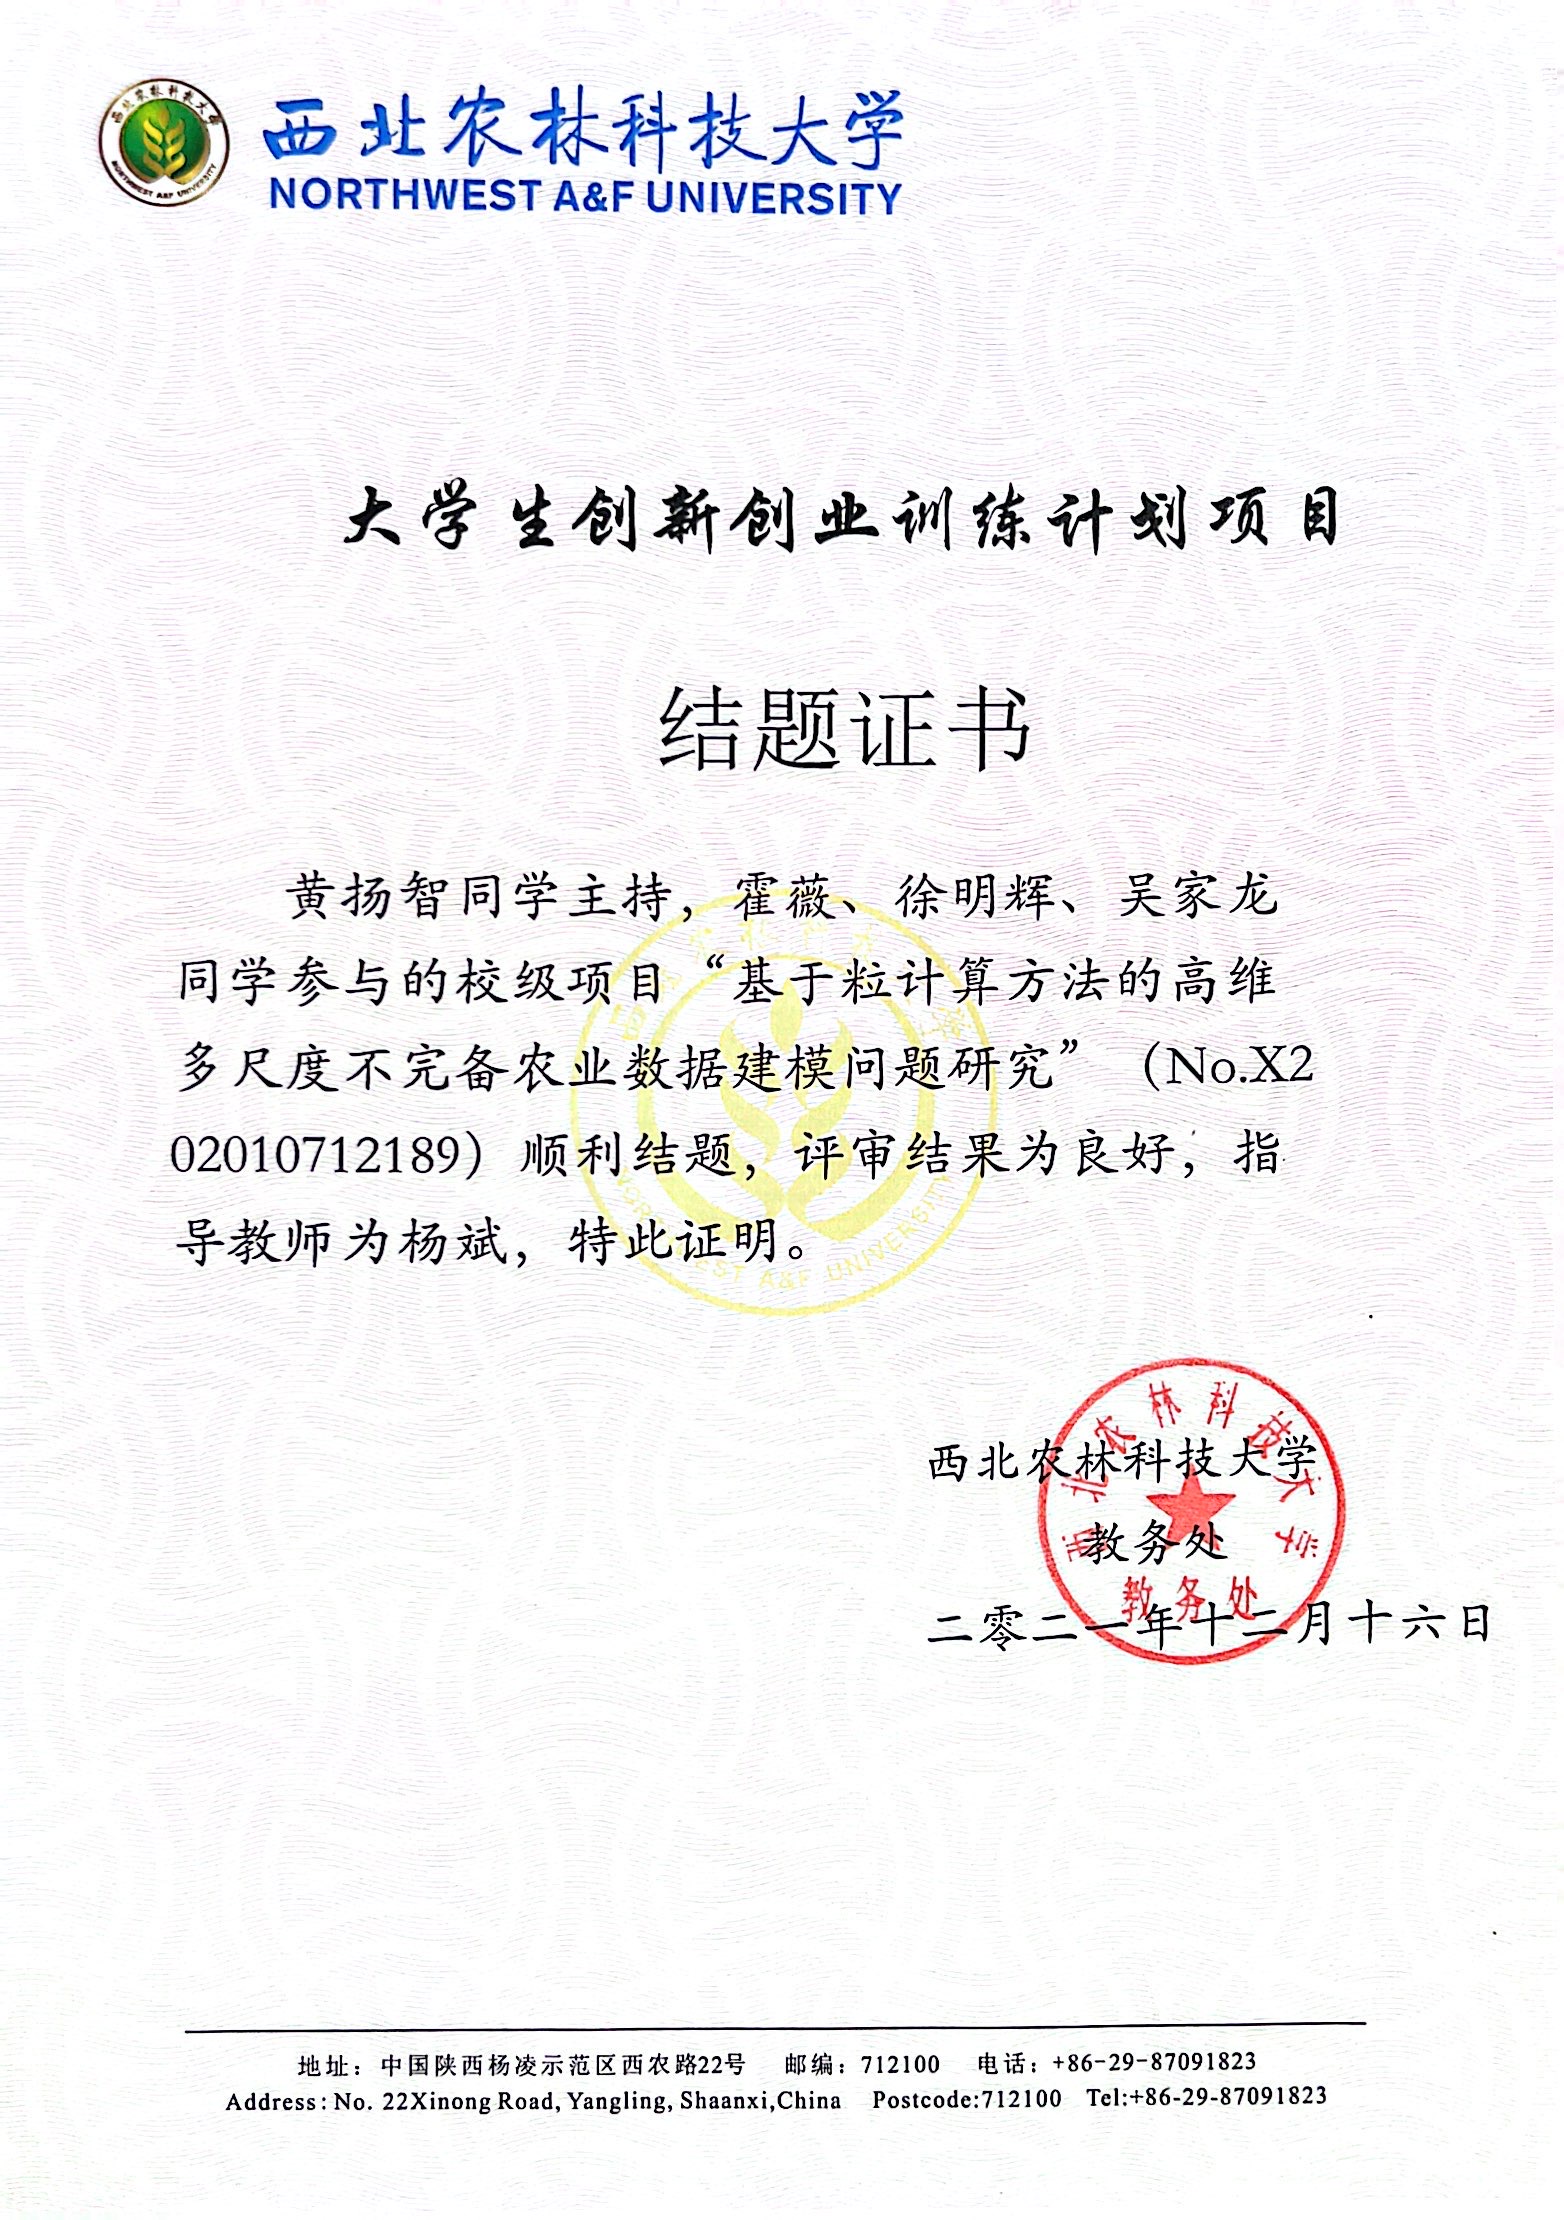 西北农林科技大学
NORTHWEST A&F UNIVERSITY
大学生创新创业训练计划项目
结题证书
黄扬智同学主持，霍薇、徐明辉、吴家龙
同学参与的校级项目“基于粒计算方法的高维
多尺度不完备农业数据建模问题研究”（No.X2
02010712189）顺利结题，评审结果为良好，指
导教师为杨斌，特此证明。
西北农林科技大学
教务处
二零二一年十二月十六日
西北农林科技大学
教务处
地址：中国陕西杨凌示范区西农路22号 邮编：712100 电话：+86-29-87091823
Address: No. 22Xinong Road, Yangling, Shaanxi,China Postcode:712100 Tel:+86-29-87091823